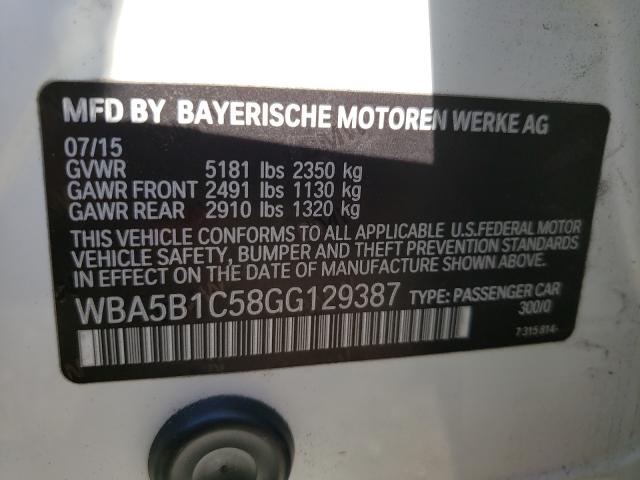 MFD BY BAYERISCHE MOTOREN WERKE AG
07/15
GVWR 5181 lbs 2350 kg
GAWR FRONT 2491 lbs 1130 kg
GAWR REAR 2910 lbs 1320 kg
THIS VEHICLE CONFORMS TO ALL APPLICABLE U.S.FEDERAL MOTOR
VEHICLE SAFETY, BUMPER AND THEFT PREVENTION STANDARDS
IN EFFECT ON THE DATE OF MANUFACTURE SHOWN ABOVE.
WBA5B1C58GG129387 TYPE: PASSENGER CAR
300/0
7 315 814-